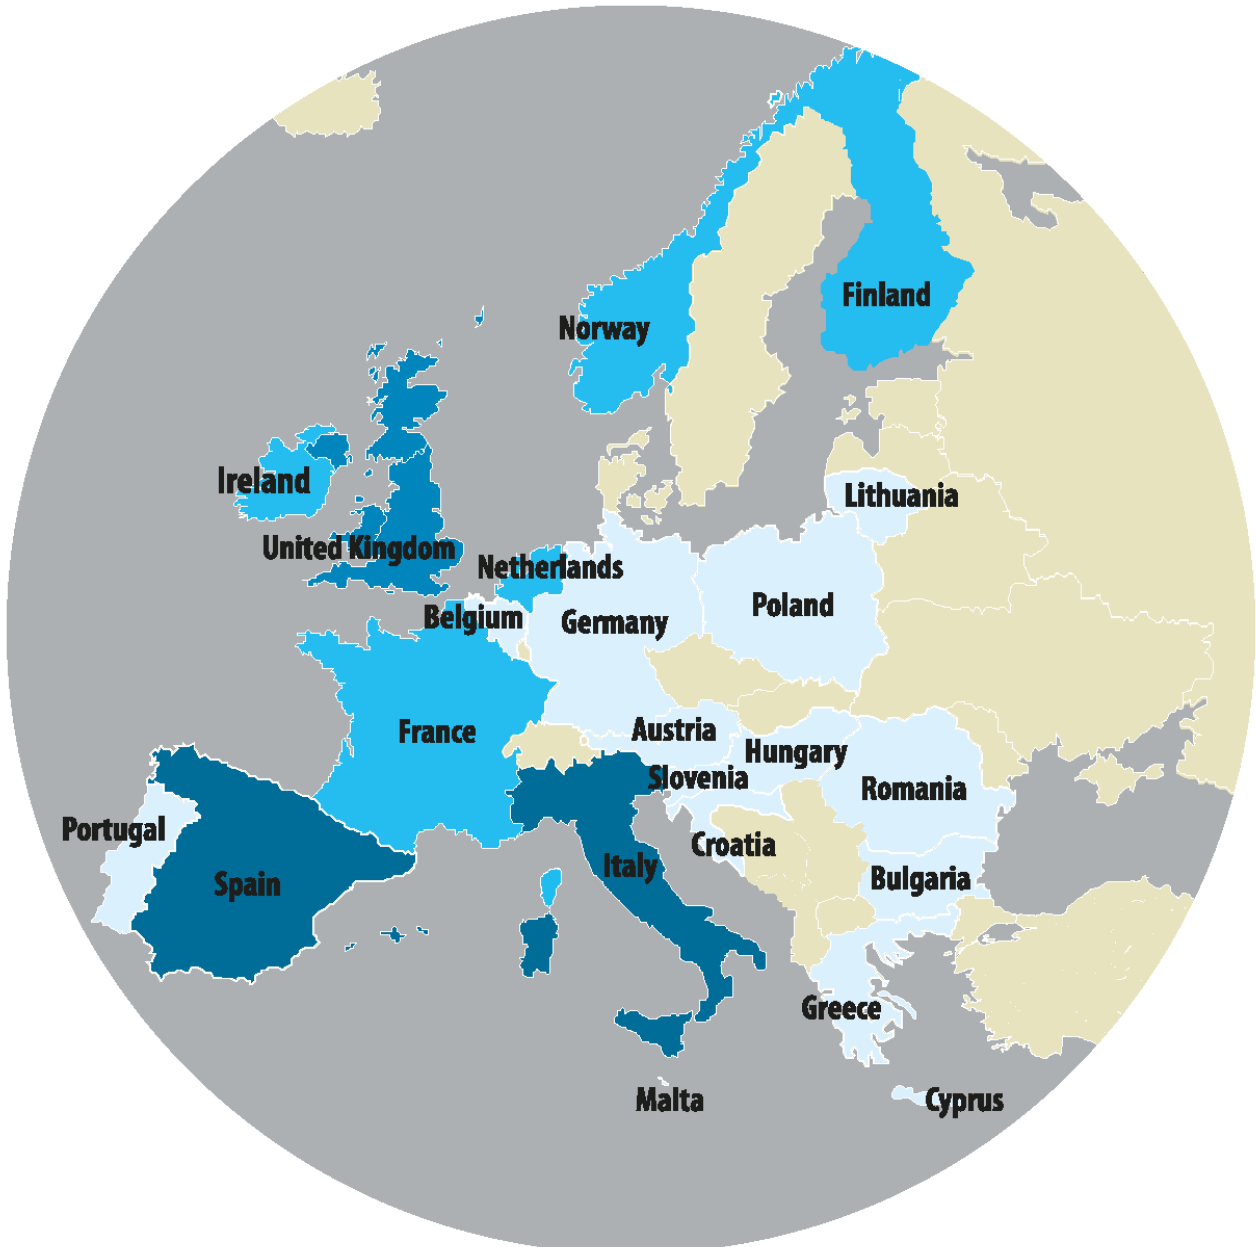 Finland
Norway
Ireland
Lithuania
United Kingdom
Netherlands
Belgium
Germany
Poland
France
Austria
Hungary
Slovenia
Romania
Portugal
Croatia
Italy
Spain
Bulgaria
Greece
Malta
Cyprus